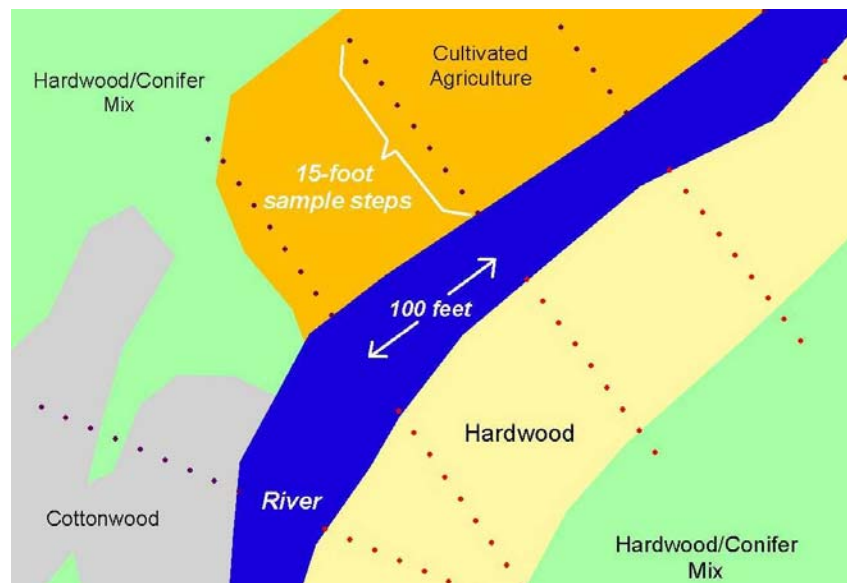 Cultivated
Agriculture
Hardwood/Conifer
Mix
15-foot
sample steps
100 feet
Hardwood
River
Cottonwood
Hardwood/Conifer
Mix